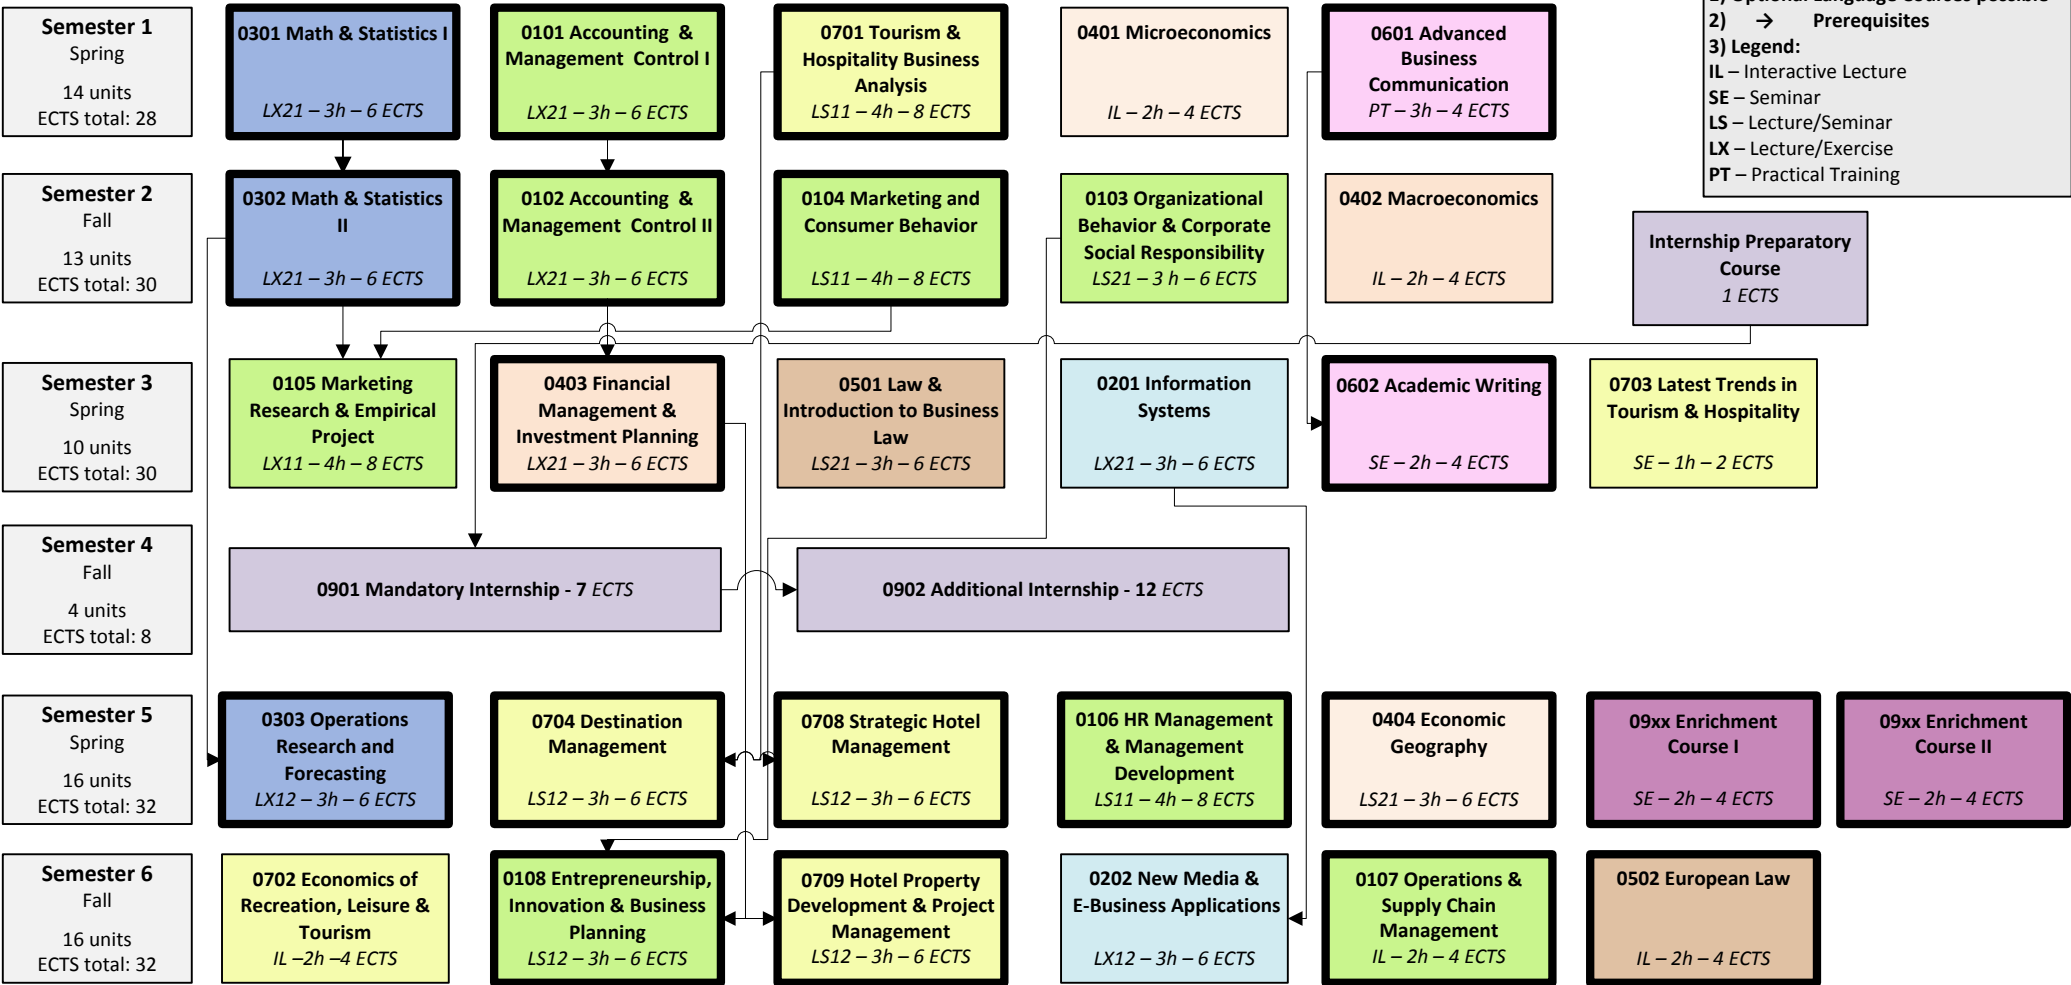 1) Optional Language Courses possible
2) → Prerequisites
3) Legend:
IL – Interactive Lecture
SE – Seminar
LS – Lecture/Seminar
LX – Lecture/Exercise
PT – Practical Training
Semester 1
Spring
14 units
ECTS total: 28
0301 Math & Statistics I
LX21 – 3h – 6 ECTS
0101 Accounting &
Management Control I
LX21 – 3h – 6 ECTS
0701 Tourism &
Hospitality Business
Analysis
LS11 – 4h – 8 ECTS
0401 Microeconomics
IL – 2h – 4 ECTS
0601 Advanced
Business
Communication
PT – 3h – 4 ECTS
Semester 2
Fall
13 units
ECTS total: 30
0302 Math & Statistics
II
LX21 – 3h – 6 ECTS
0102 Accounting &
Management Control II
LX21 – 3h – 6 ECTS
0104 Marketing and
Consumer Behavior
LS11 – 4h – 8 ECTS
0103 Organizational
Behavior & Corporate
Social Responsibility
LS21 – 3 h – 6 ECTS
0402 Macroeconomics
IL – 2h – 4 ECTS
Internship Preparatory
Course
1 ECTS
Semester 3
Spring
10 units
ECTS total: 30
0105 Marketing
Research & Empirical
Project
LX11 – 4h – 8 ECTS
0403 Financial
Management &
Investment Planning
LX21 – 3h – 6 ECTS
0501 Law &
Introduction to Business
Law
LS21 – 3h – 6 ECTS
0201 Information
Systems
LX21 – 3h – 6 ECTS
0602 Academic Writing
SE – 2h – 4 ECTS
0703 Latest Trends in
Tourism & Hospitality
SE – 1h – 2 ECTS
Semester 4
Fall
4 units
ECTS total: 8
0901 Mandatory Internship - 7 ECTS
0902 Additional Internship - 12 ECTS
Semester 5
Spring
16 units
ECTS total: 32
0303 Operations
Research and
Forecasting
LX12 – 3h – 6 ECTS
0704 Destination
Management
LS12 – 3h – 6 ECTS
0708 Strategic Hotel
Management
LS12 – 3h – 6 ECTS
0106 HR Management
& Management
Development
LS11 – 4h – 8 ECTS
0404 Economic
Geography
LS21 – 3h – 6 ECTS
09xx Enrichment
Course I
SE – 2h – 4 ECTS
09xx Enrichment
Course II
SE – 2h – 4 ECTS
Semester 6
Fall
16 units
ECTS total: 32
0702 Economics of
Recreation, Leisure &
Tourism
IL –2h –4 ECTS
0108 Entrepreneurship,
Innovation & Business
Planning
LS12 – 3h – 6 ECTS
0709 Hotel Property
Development & Project
Management
LS12 – 3h – 6 ECTS
0202 New Media &
E-Business Applications
LX12 – 3h – 6 ECTS
0107 Operations &
Supply Chain
Management
IL – 2h – 4 ECTS
0502 European Law
IL – 2h – 4 ECTS